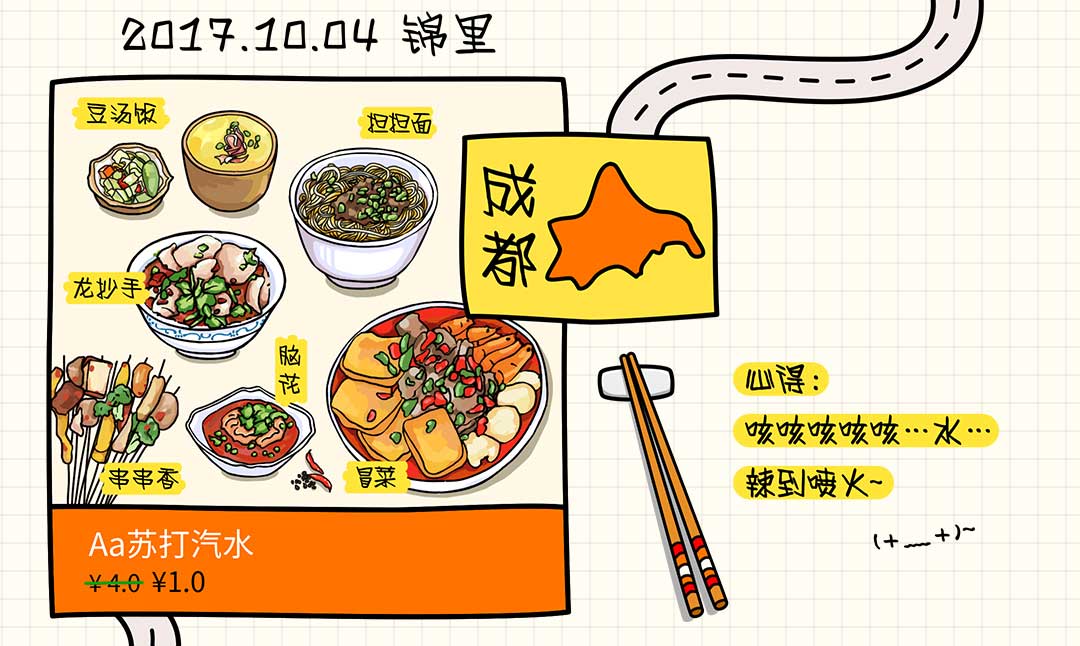 2017.10.04 锦里
豆汤饭
担担面
成都
龙抄手
脑花
串串香
冒菜
Aa苏打汽水
¥4.0 ¥1.0
心得：
咳咳咳咳咳…水…
辣到喷火~
(+﹏+)~